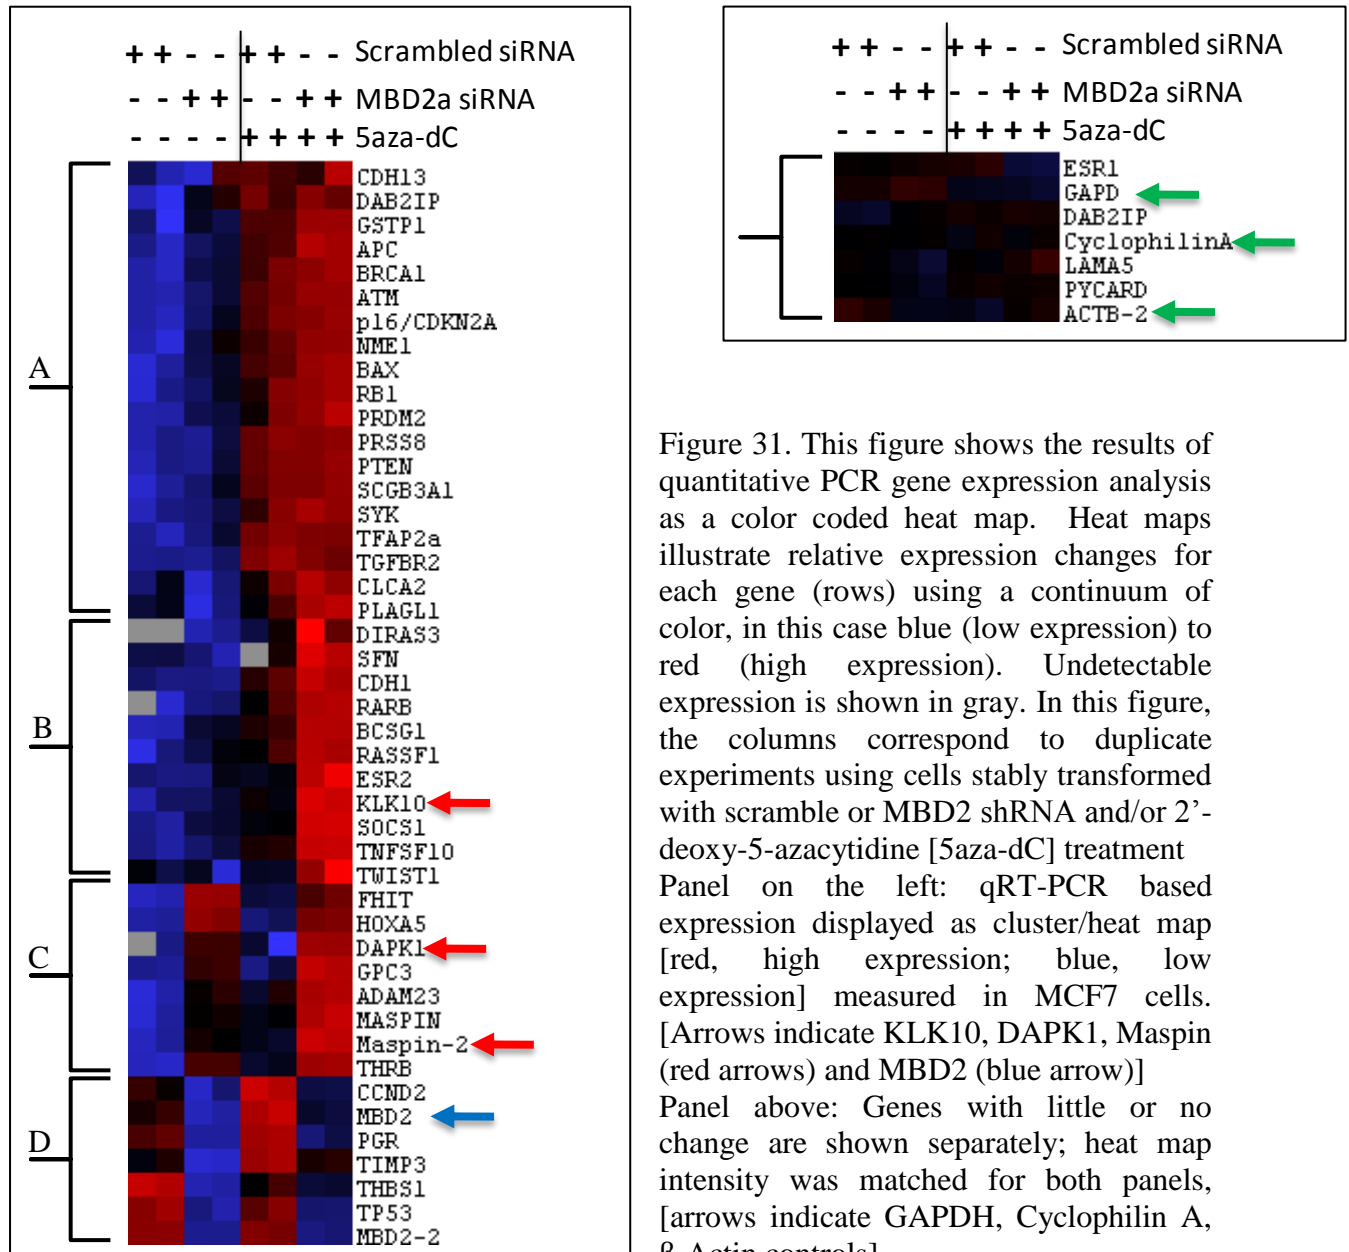 + + - - + + - - Scrambled siRNA
- - + + - - + + MBD2a siRNA
- - - - + + + + 5aza-dC
A
CDH13
DAB2IP
GSTP1
APC
BRCA1
ATM
p16/CDKN2A
NME1
BAX
RB1
PRDM2
PRSS8
PTEN
SCGB3A1
SYK
TFAP2a
TGFBR2
CLCA2
PLAGL1
B
DIRAS3
SFN
CDH1
RARB
BCSG1
RASSF1
ESR2
KLK10
SOCS1
TNFSF10
TWIST1
C
FHIT
HOXA5
DAPK1
GPC3
ADAM23
MASPIN
Maspin-2
THRB
D
CCND2
MBD2
PGR
TIMP3
THBS1
TP53
MBD2-2
+ + - - + + - - Scrambled siRNA
- - + + - - + + MBD2a siRNA
- - - - + + + + 5aza-dC
ESR1
GAPD
DAB2IP
CyclophilinA
LAMA5
PYCARD
ACTB-2
Figure 31. This figure shows the results of
quantitative PCR gene expression analysis
as a color coded heat map. Heat maps
illustrate relative expression changes for
each gene (rows) using a continuum of
color, in this case blue (low expression) to
red (high expression). Undetectable
expression is shown in gray. In this figure,
the columns correspond to duplicate
experiments using cells stably transformed
with scramble or MBD2 shRNA and/or 2’-
deoxy-5-azacytidine [5aza-dC] treatment
Panel on the left: qRT-PCR based
expression displayed as cluster/heat map
[red, high expression; blue, low
expression] measured in MCF7 cells.
[Arrows indicate KLK10, DAPK1, Maspin
(red arrows) and MBD2 (blue arrow)]
Panel above: Genes with little or no
change are shown separately; heat map
intensity was matched for both panels,
[arrows indicate GAPDH, Cyclophilin A,
β-Actin controls]